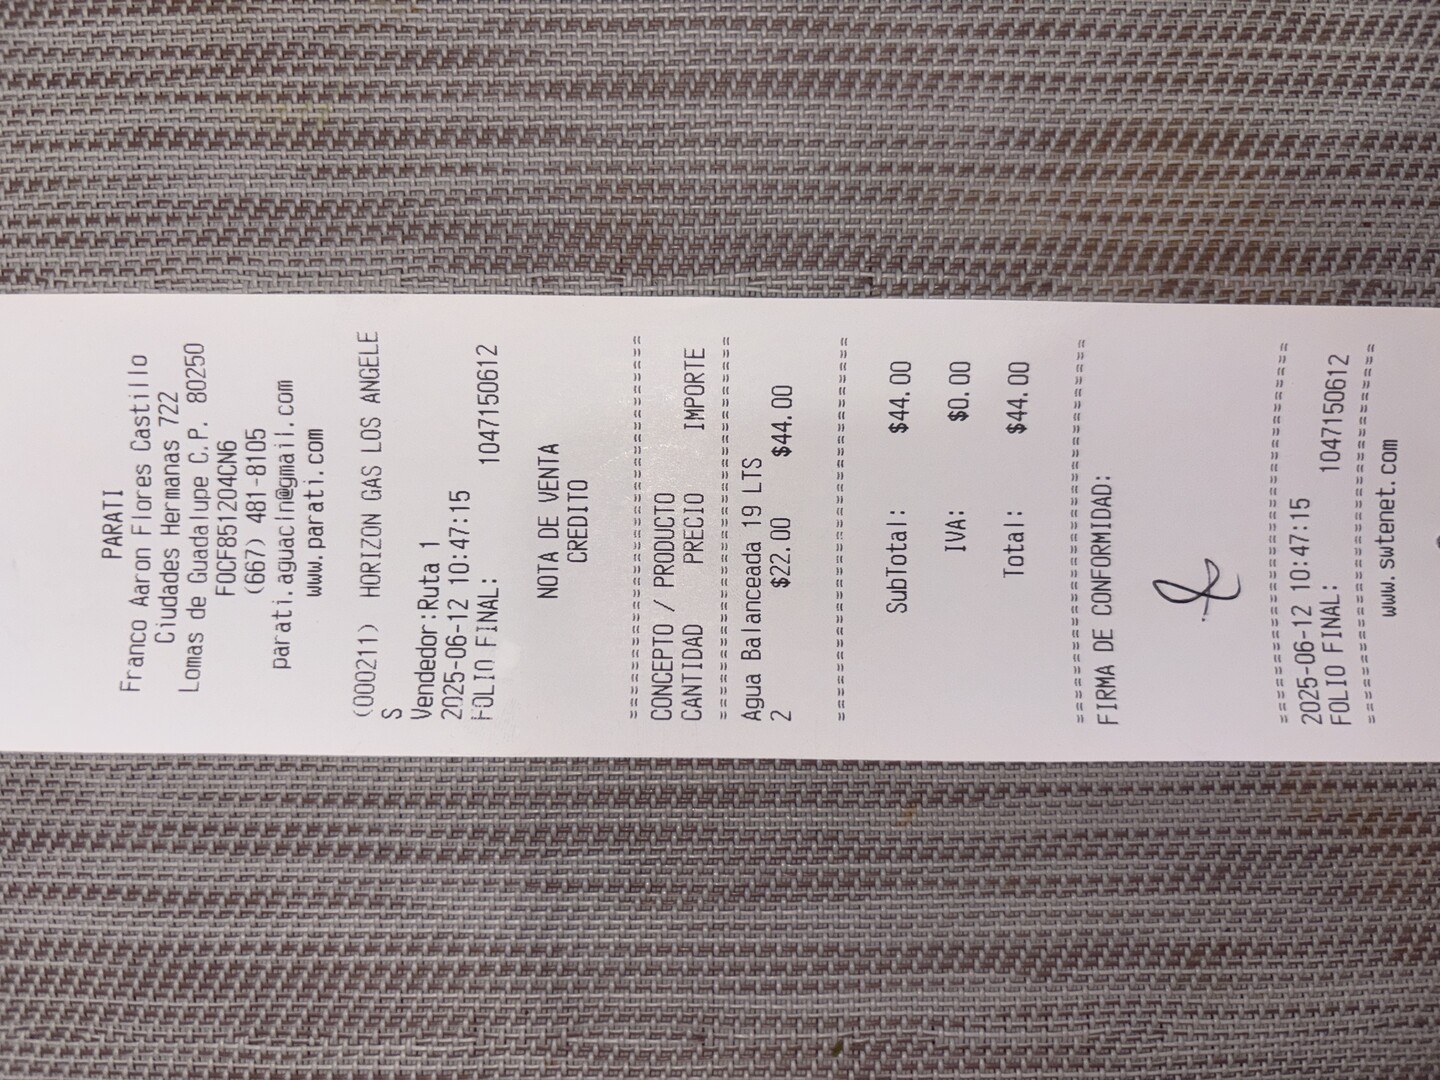 PARATI
Franco Aaron Flores Castillo
Ciudades Hermanas 722
Lomas de Guadalupe C.P. 80250
FOCF851204CN6
(667) 481-8105
parati.aguacln@gmail.com
www.parati.com
(000211) HORIZON GAS LOS ANGELE
S
Vendedor:Ruta 1
2025-06-12 10:47:15
FOLIO FINAL: 1047150612
NOTA DE VENTA
CREDITO
================================
CONCEPTO / PRODUCTO
CANTIDAD PRECIO IMPORTE
================================
Agua Balanceada 19 LTS
2 $22.00 $44.00
================================
SubTotal: $44.00
IVA: $0.00
Total: $44.00
================================
FIRMA DE CONFORMIDAD:
================================
2025-06-12 10:47:15
FOLIO FINAL: 1047150612
================================
www.swtenet.com